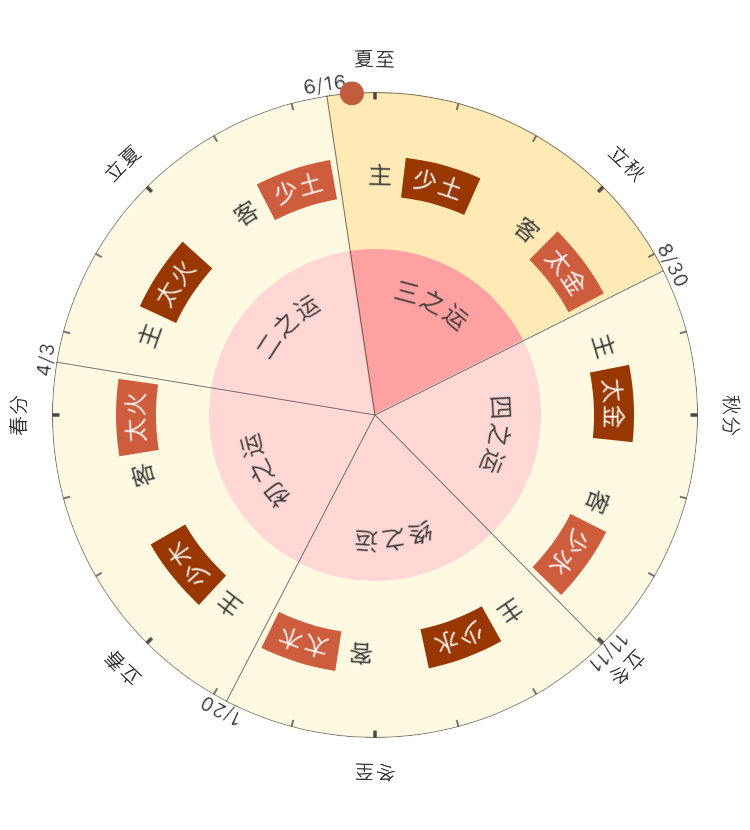 夏至
立秋
秋分
立冬
冬至
立春
春分
立夏
6/16
8/30
11/11
1/20
4/3
三之运
主 少土
客 太金
四之运
主 太金
客 少水
终之运
主 少水
客 太木
初之运
主 少木
客 太火
二之运
主 太火
客 少土